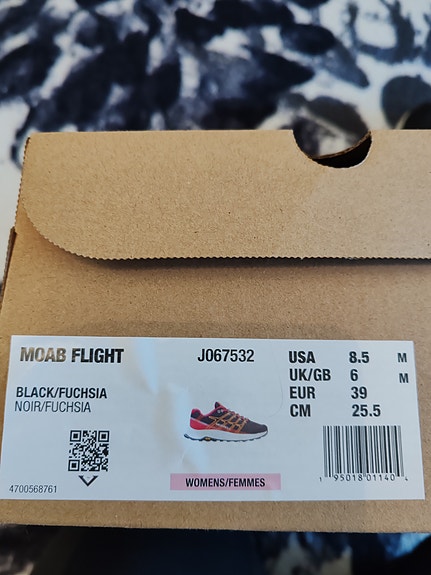 MOAB FLIGHT
J067532
BLACK/FUCHSIA
NOIR/FUCHSIA
4700568761
WOMENS/FEMMES
USA 8.5 M
UK/GB 6 M
EUR 39
CM 25.5
1 95018 01140 4